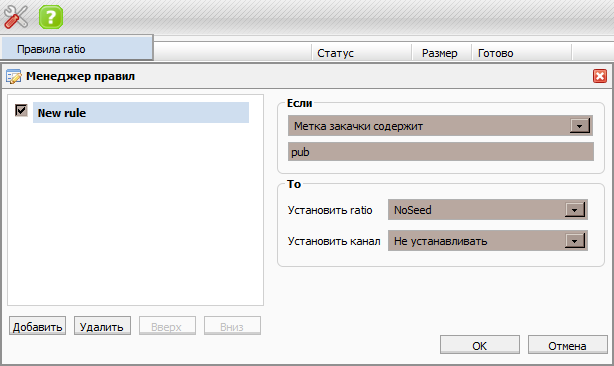 Правила ratio
Статус Размер Готово
Менеджер правил
New rule
Если
Метка закачки содержит
pub
То
Установить ratio NoSeed
Установить канал Не устанавливать
Добавить Удалить Вверх Вниз
OK Отмена